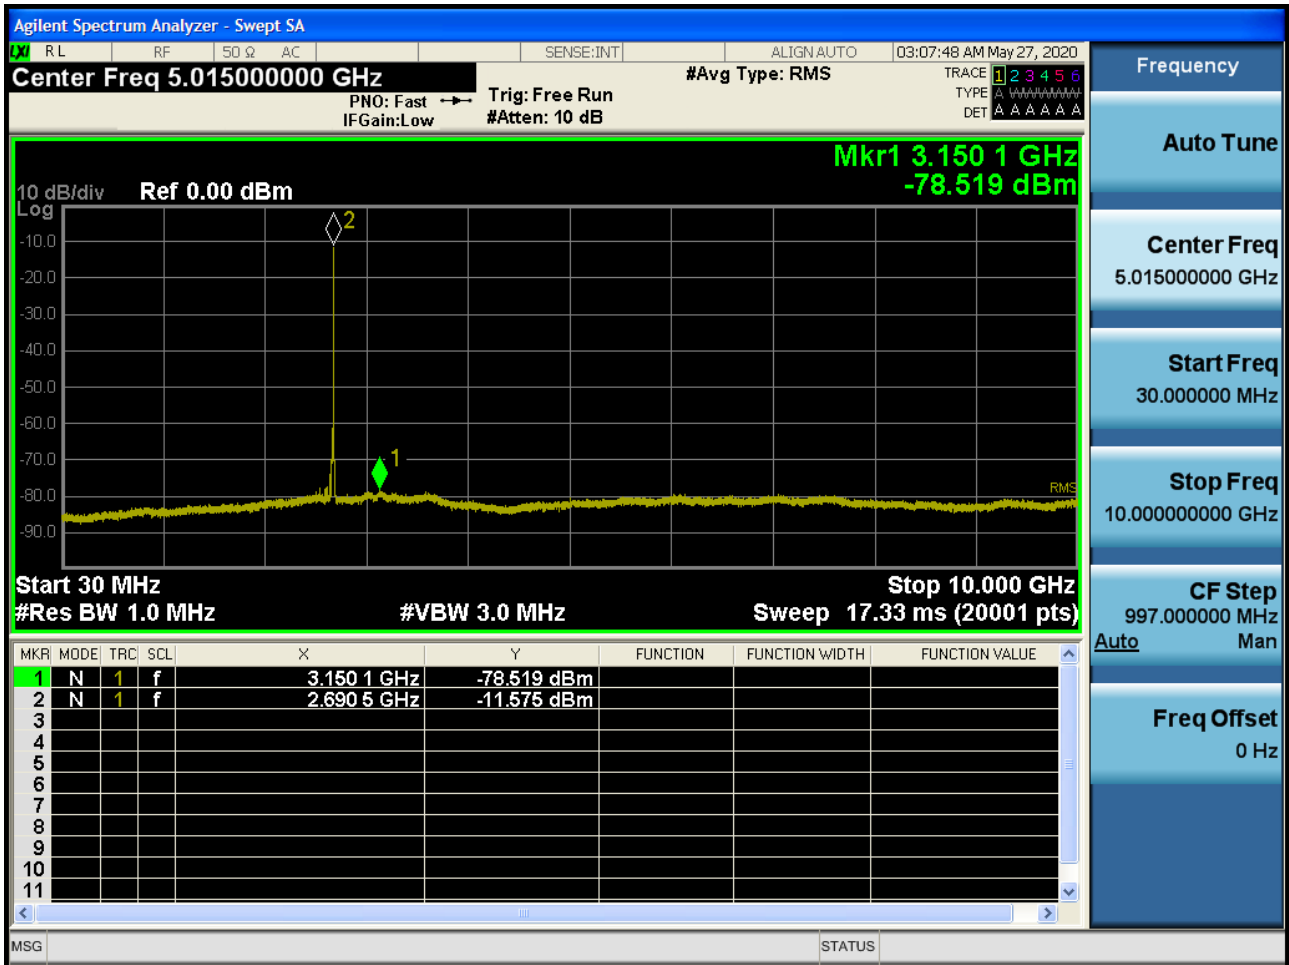 Agilent Spectrum Analyzer - Swept SA
LXI RL RF 50 Ω AC SENSE:INT ALIGN AUTO 03:07:48 AM May 27, 2020
Center Freq 5.015000000 GHz
PNO: Fast
IFGain:Low
Trig: Free Run
#Atten: 10 dB
#Avg Type: RMS
TRACE 1 2 3 4 5 6
TYPE A WWWWW
DET A A A A A A
Mkr1 3.150 1 GHz
-78.519 dBm
10 dB/div Ref 0.00 dBm
Log
-10.0
-20.0
-30.0
-40.0
-50.0
-60.0
-70.0
-80.0
-90.0
2
1
RMS
Start 30 MHz Stop 10.000 GHz
#Res BW 1.0 MHz #VBW 3.0 MHz Sweep 17.33 ms (20001 pts)
MKR MODE TRC SCL X Y FUNCTION FUNCTION WIDTH FUNCTION VALUE
1 N 1 f 3.150 1 GHz -78.519 dBm
2 N 1 f 2.690 5 GHz -11.575 dBm
3
4
5
6
7
8
9
10
11
MSG STATUS
Frequency
Auto Tune
Center Freq
5.015000000 GHz
Start Freq
30.000000 MHz
Stop Freq
10.000000000 GHz
CF Step
997.000000 MHz
Auto Man
Freq Offset
0 Hz